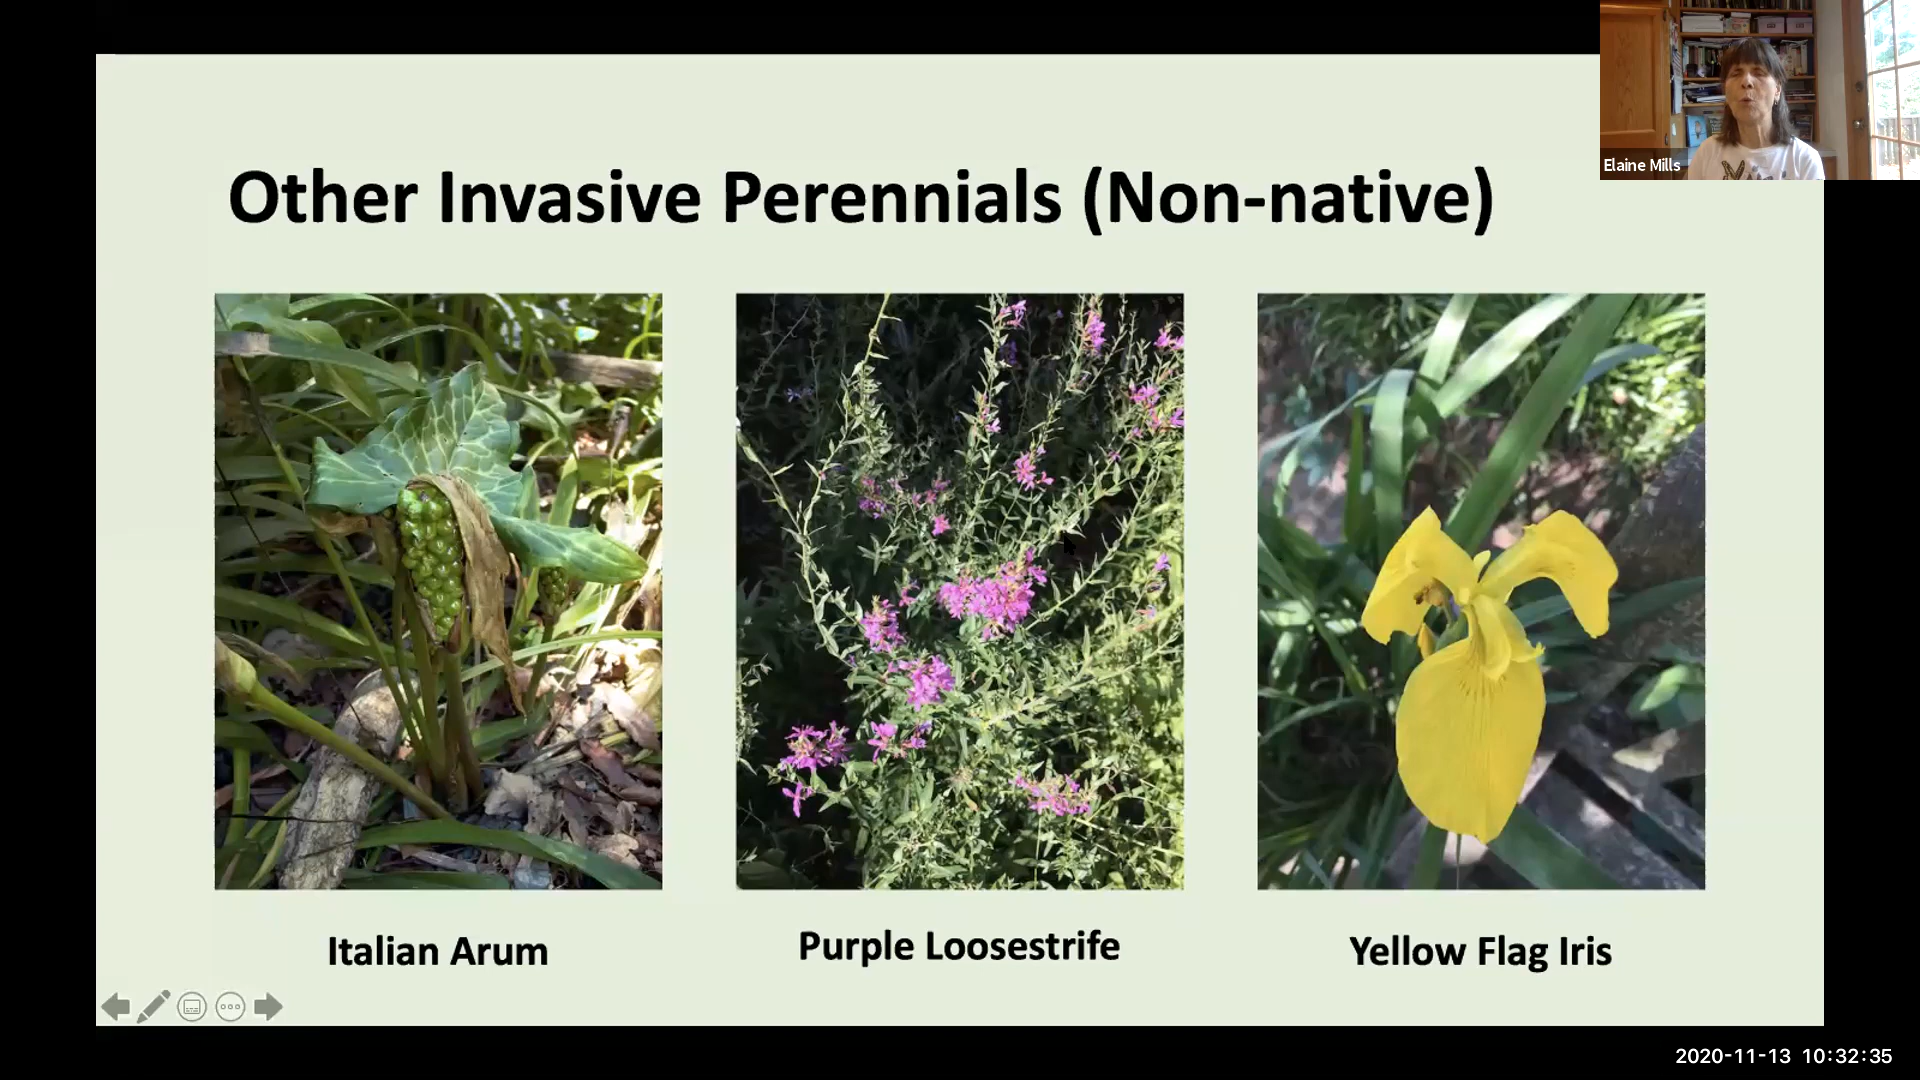 Elaine Mills
Other Invasive Perennials (Non-native)
Italian Arum
Purple Loosestrife
Yellow Flag Iris
2020-11-13 10:32:35